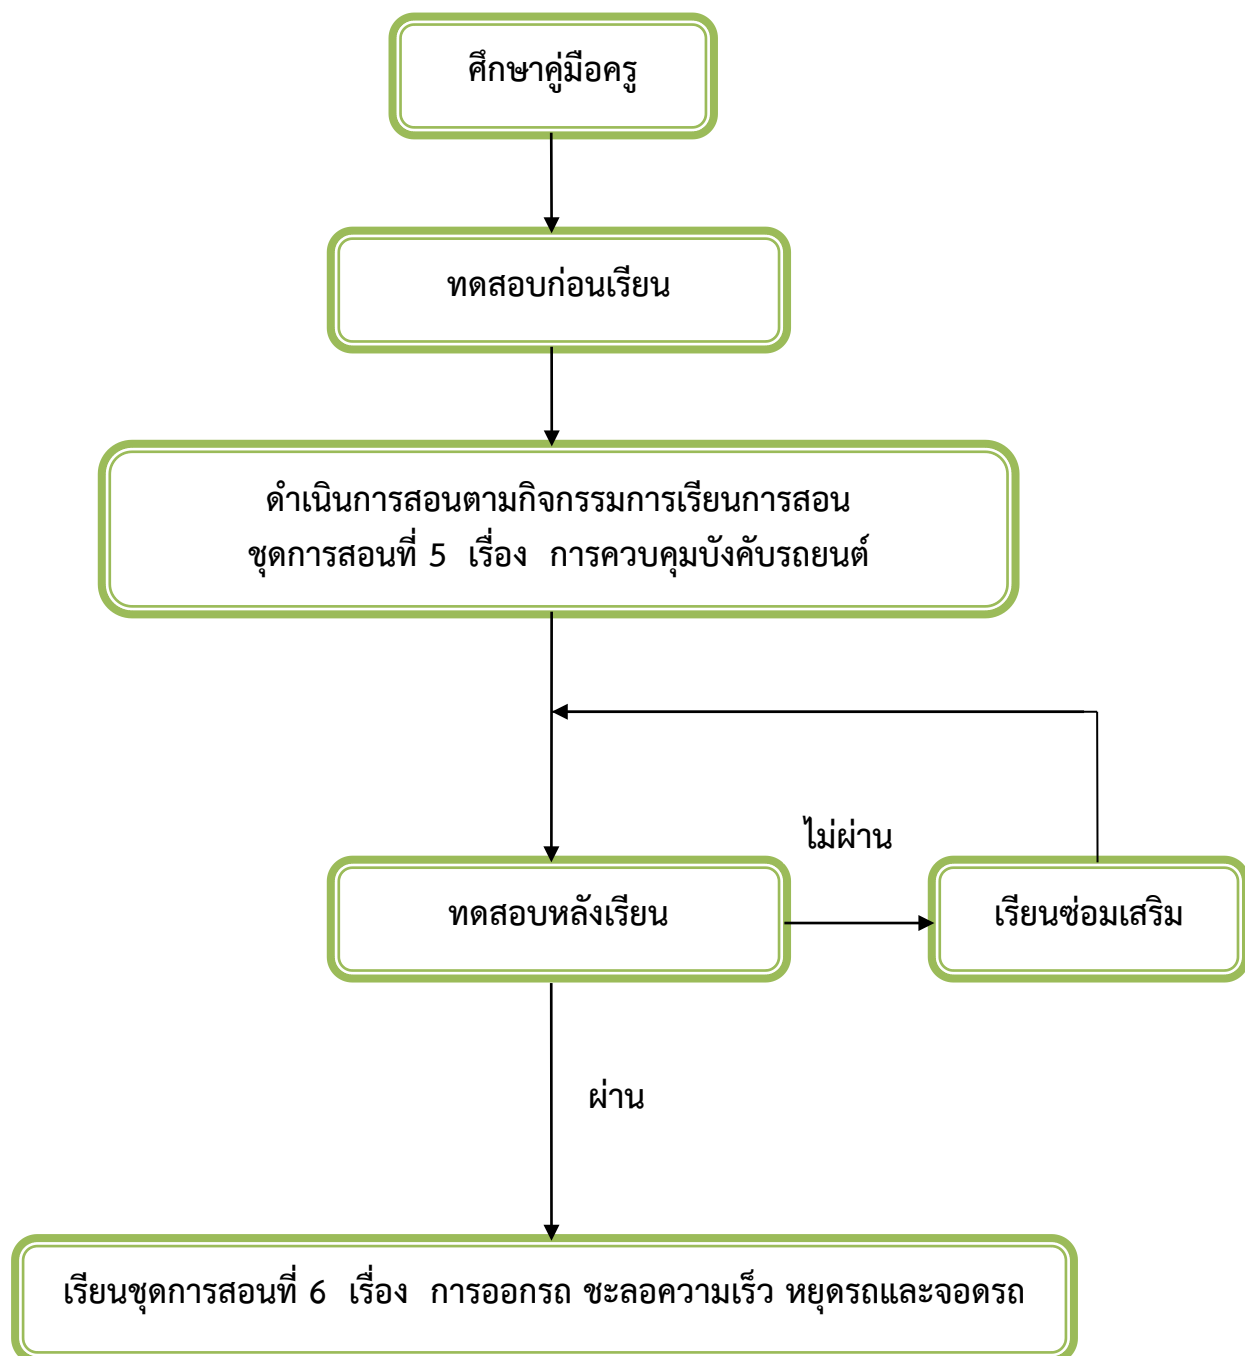 ศึกษาคู่มือครู
ทดสอบก่อนเรียน
ดำเนินการสอนตามกิจกรรมการเรียนการสอน
ชุดการสอนที่ 5 เรื่อง การควบคุมบังคับรถยนต์
ไม่ผ่าน
ทดสอบหลังเรียน
เรียนซ่อมเสริม
ผ่าน
เรียนชุดการสอนที่ 6 เรื่อง การออกรถ ชะลอความเร็ว หยุดรถและจอดรถ